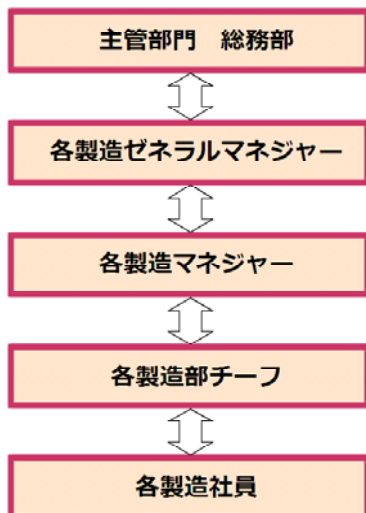 主管部門　総務部
各製造ゼネラルマネジャー
各製造マネジャー
各製造部チーフ
各製造社員